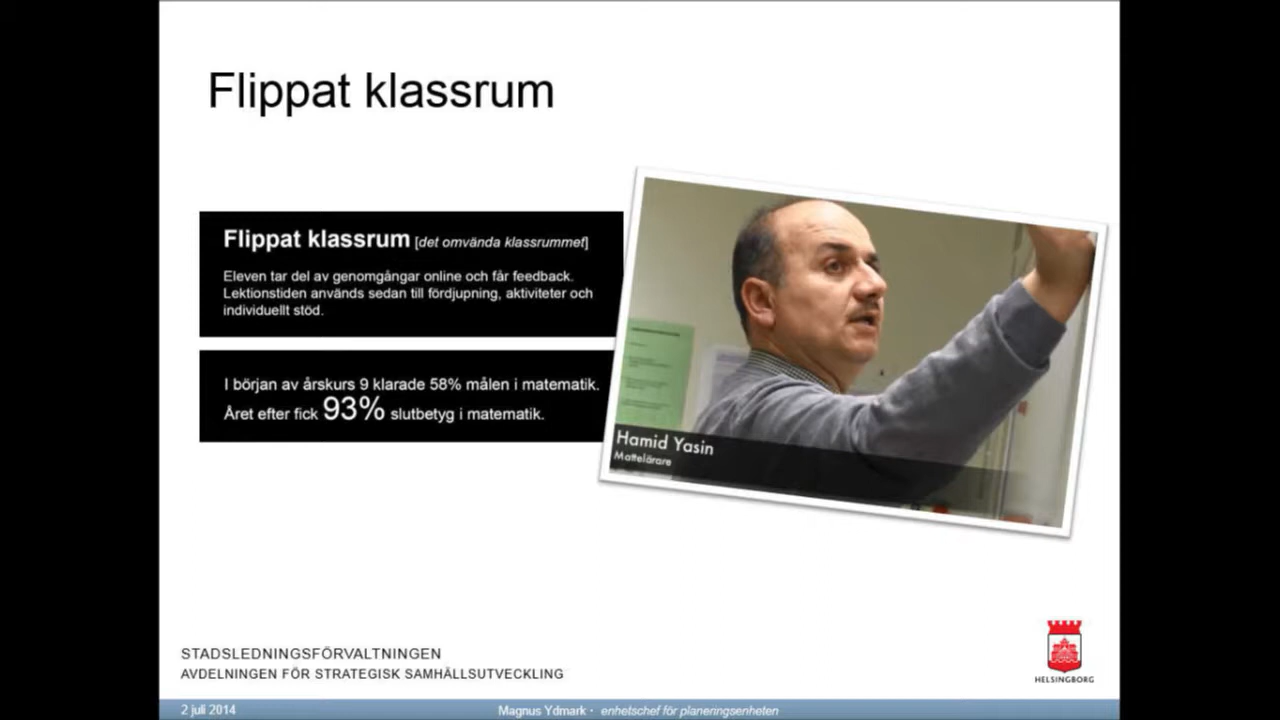 Flippat klassrum
Flippat klassrum [det omvända klassrummet]
Eleven tar del av genomgångar online och får feedback.
Lektionstiden används sedan till fördjupning, aktiviteter och
individuellt stöd.
I början av årskurs 9 klarade 58% målen i matematik.
Året efter fick 93% slutbetyg i matematik.
Hamid Yasin
Mattelärare
STADSLEDNINGSFÖRVALTNINGEN
AVDELNINGEN FÖR STRATEGISK SAMHÄLLSUTVECKLING
HELSINGBORG
2 juli 2014
Magnus Ydmark · enhetschef för planeringsenheten